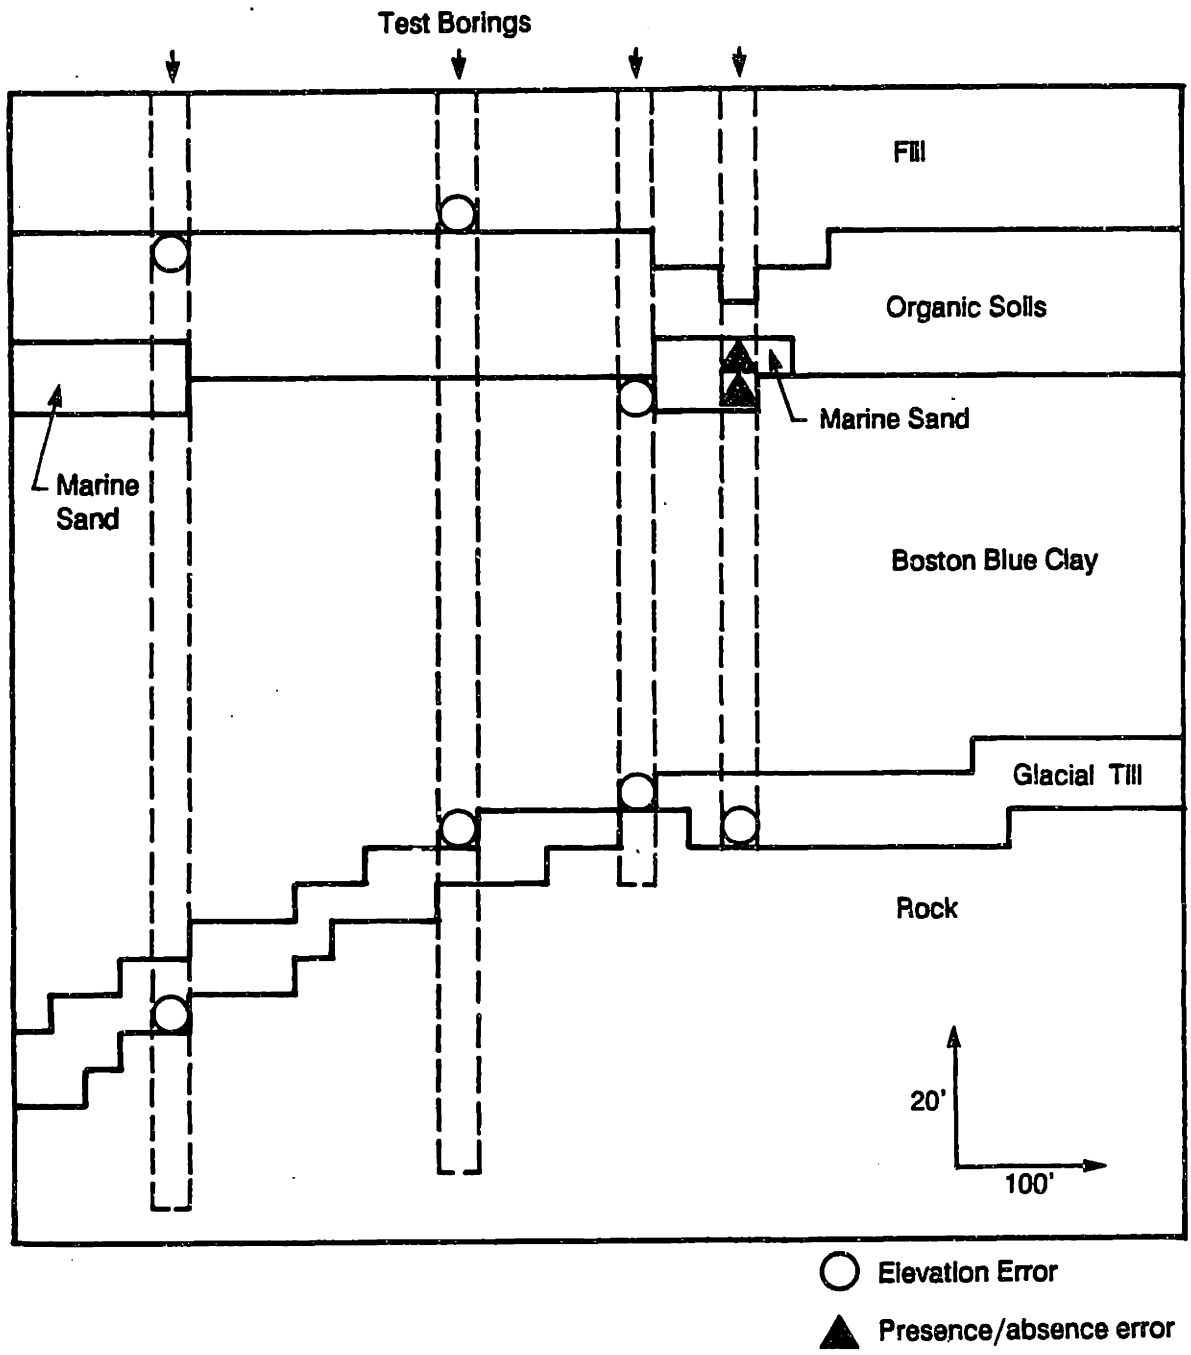 Test Borings
Fill
Organic Soils
Marine Sand
Marine
Sand
Boston Blue Clay
Glacial Till
Rock
20'
100'
Elevation Error
Presence/absence error